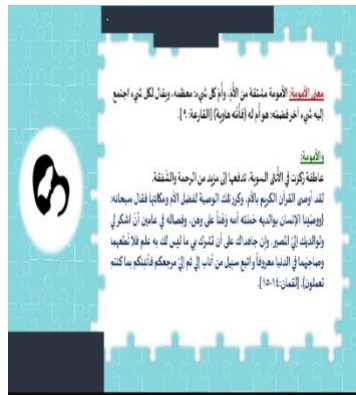 معنى الأمومة: الأمومة مشتقة من الأم، وأم كل شيء: معظمه، ويقال لكل شيء اجتمع
إليه شيء آخر فضمّه: هو أم له (فأمّه هاوية) [القارعة: ٩].
والأمومة:
عاطفة ركزت في الأنثى السوية، تدفعها إلى مزيد من الرحمة والشفقة.
لقد أوصى القرآن الكريم بالأم، وكرر تلك الوصية لفضل الأم ومكانتها فقال سبحانه:
(ووصينا الإنسان بوالديه حملته أمه وهناً على وهن، وفصاله في عامين أن اشكر لي
ولوالديك إليّ المصير. وإن جاهداك على أن تشرك بي ما ليس لك به علم فلا تطعهما
وصاحبهما في الدنيا معروفاً واتبع سبيل من أناب إلي ثم إليّ مرجعكم فأنبئكم بما كنتم
تعملون). [لقمان:١٤-١٥].